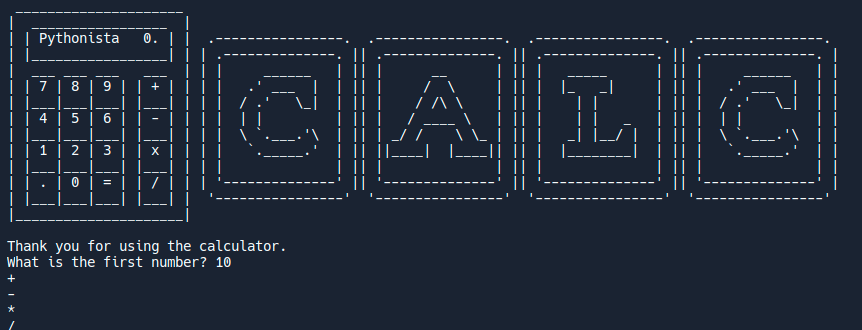 Pythonista 0.
CALC
7 8 9 +
4 5 6 -
1 2 3 x
. 0 = /
Thank you for using the calculator.
What is the first number? 10
+
-
*
/